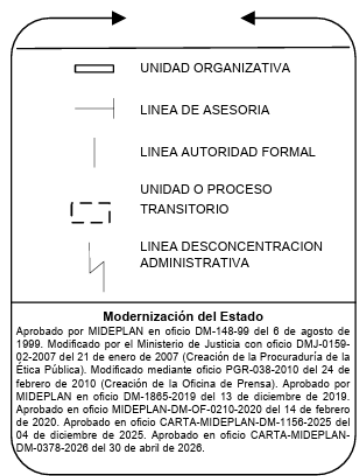 UNIDAD ORGANIZATIVA
LINEA DE ASESORIA
LINEA AUTORIDAD FORMAL
UNIDAD O PROCESO
TRANSITORIO
LINEA DESCONCENTRACION
ADMINISTRATIVA
Modernización del Estado
Aprobado por MIDEPLAN en oficio DM-148-99 del 6 de agosto de
1999. Modificado por el Ministerio de Justicia con oficio DMJ-0159-
02-2007 del 21 de enero de 2007 (Creación de la Procuraduría de la
Ética Pública). Modificado mediante oficio PGR-038-2010 del 24 de
febrero de 2010 (Creación de la Oficina de Prensa). Aprobado por
MIDEPLAN en oficio DM-1865-2019 del 13 de diciembre de 2019.
Aprobado en oficio MIDEPLAN-DM-OF-0210-2020 del 14 de febrero
de 2020. Aprobado en oficio CARTA-MIDEPLAN-DM-1156-2025 del
04 de diciembre de 2025. Aprobado en oficio CARTA-MIDEPLAN-
DM-0378-2026 del 30 de abril de 2026.